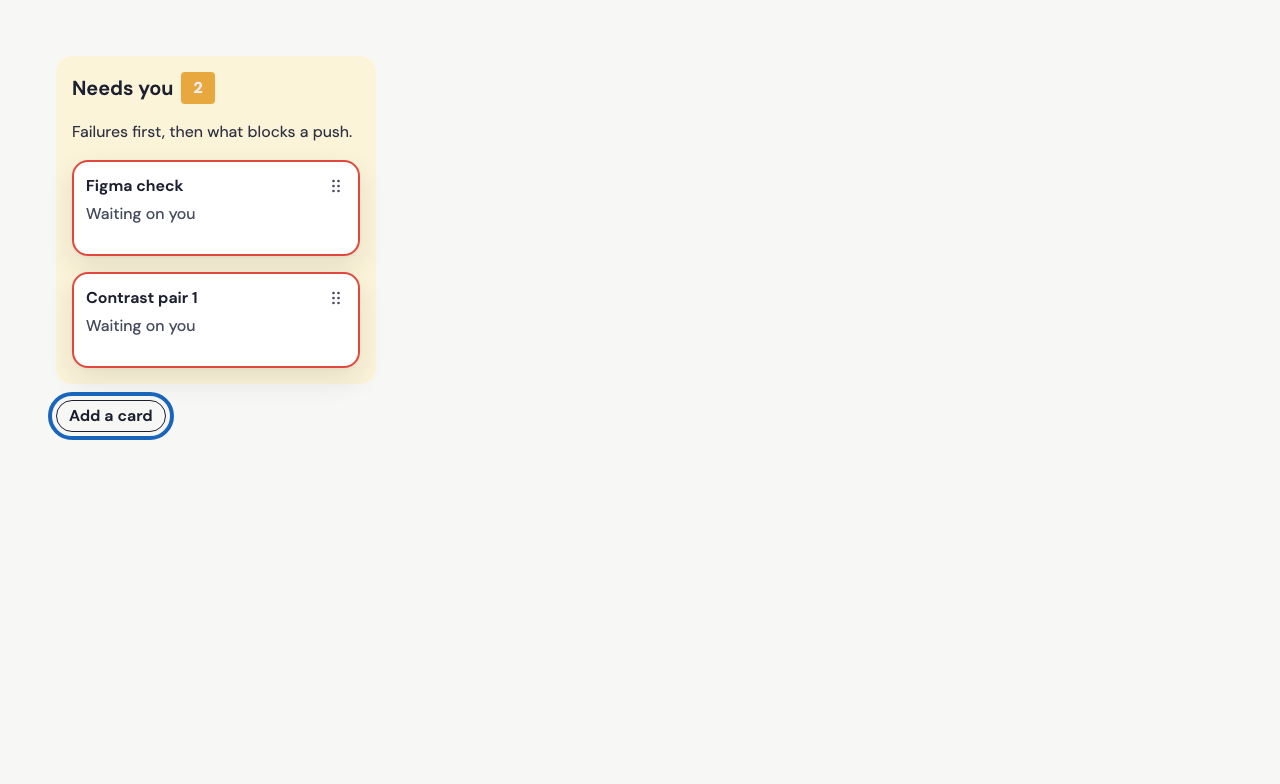 Needs you 2
Failures first, then what blocks a push.
Figma check
Waiting on you
Contrast pair 1
Waiting on you
Add a card